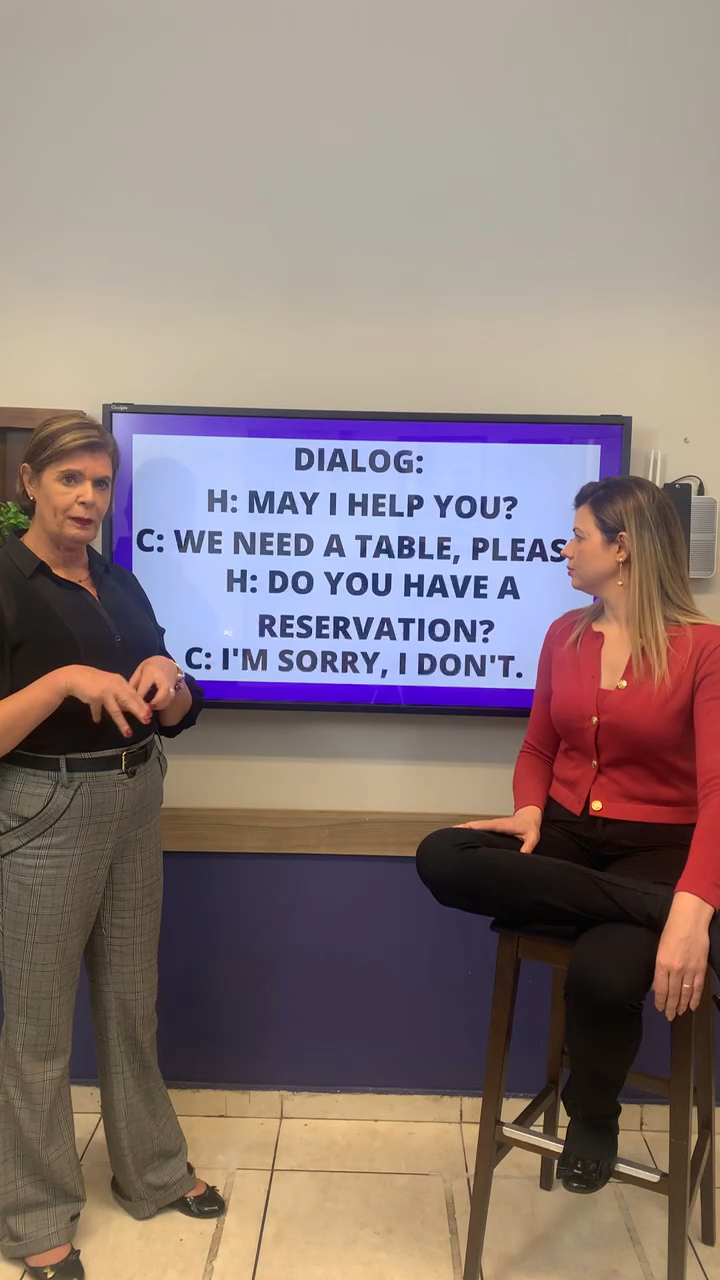 DIALOG:
H: MAY I HELP YOU?
C: WE NEED A TABLE, PLEAS
H: DO YOU HAVE A
RESERVATION?
C: I'M SORRY, I DON'T.